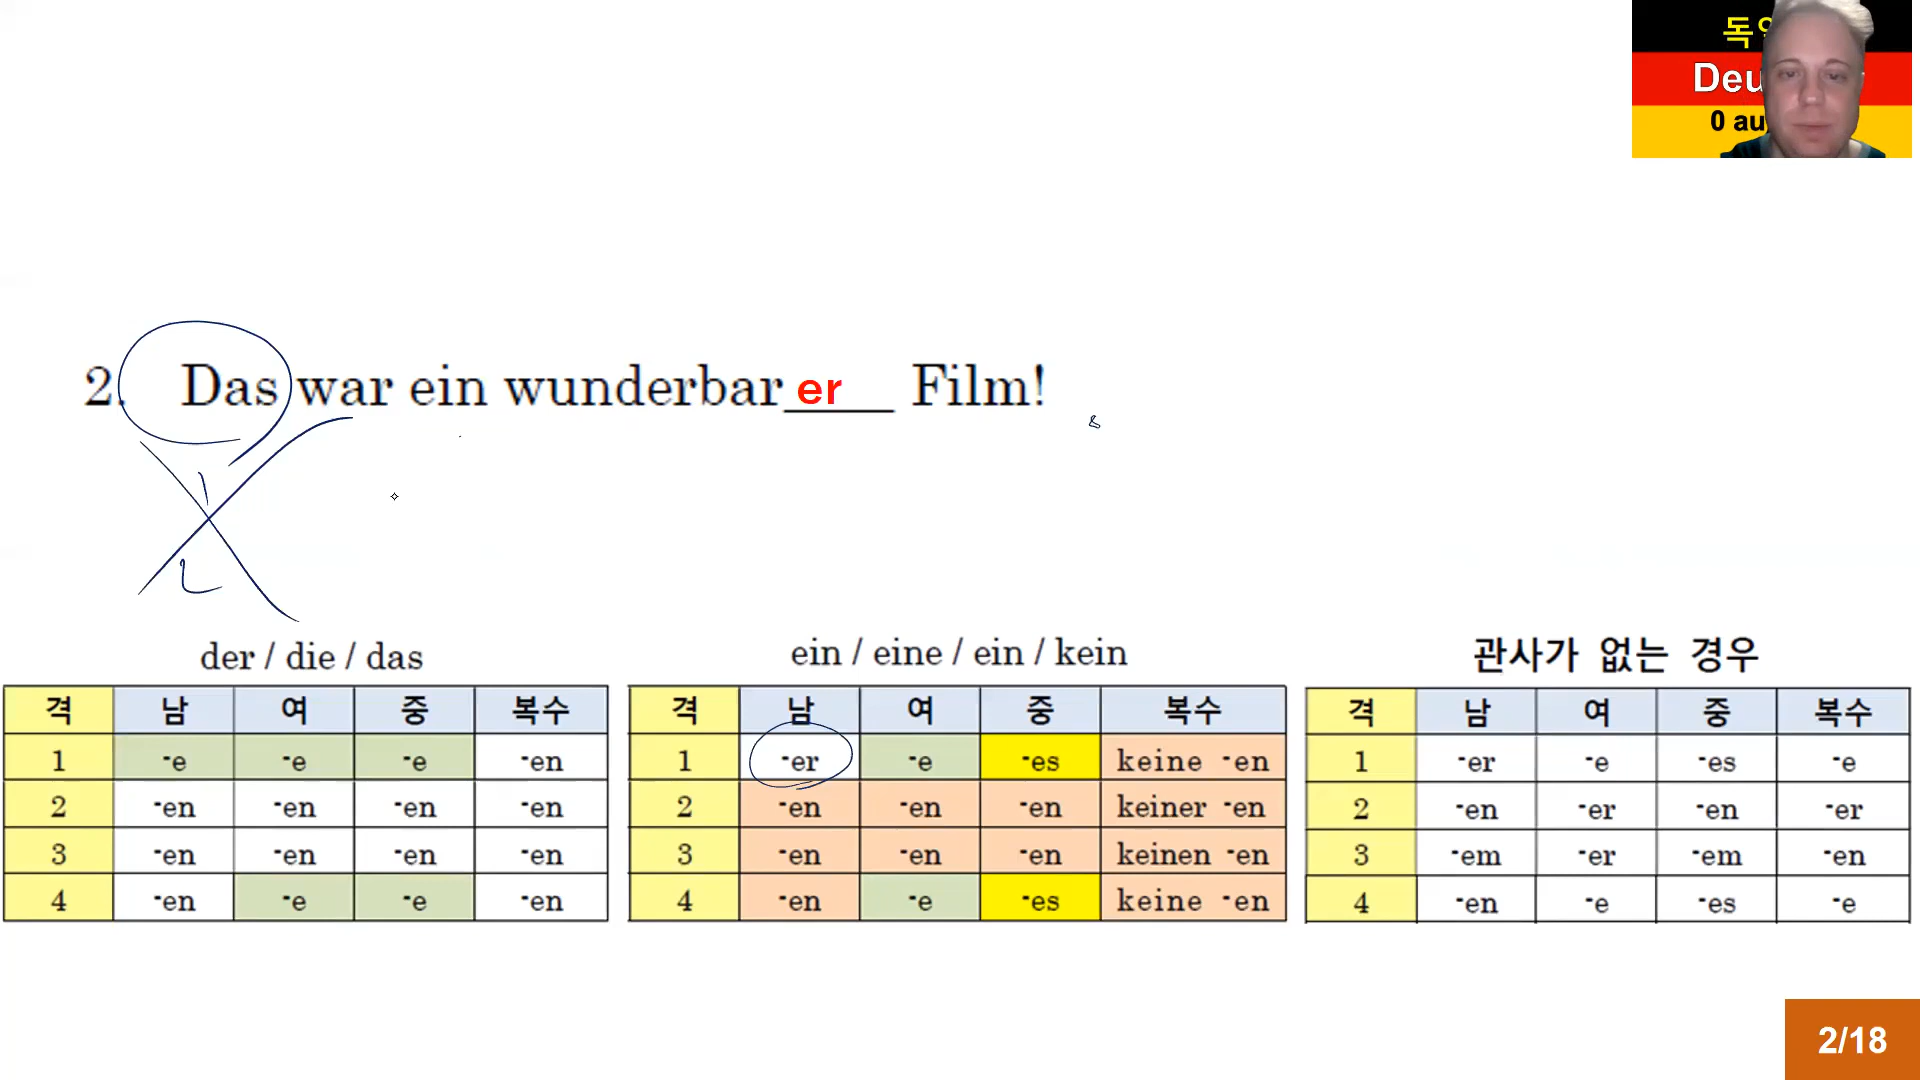 독
Deu
0 au
2. Das war ein wunderbar er Film!
1
2
der / die / das
격 남 여 중 복수
1 -e -e -e -en
2 -en -en -en -en
3 -en -en -en -en
4 -en -e -e -en
ein / eine / ein / kein
격 남 여 중 복수
1 -er -e -es keine -en
2 -en -en -en keiner -en
3 -en -en -en keinen -en
4 -en -e -es keine -en
관사가 없는 경우
격 남 여 중 복수
1 -er -e -es -e
2 -en -er -en -er
3 -em -er -em -en
4 -en -e -es -e
2/18